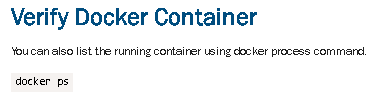 Verify Docker Container
You can also list the running container using docker process command.
docker ps